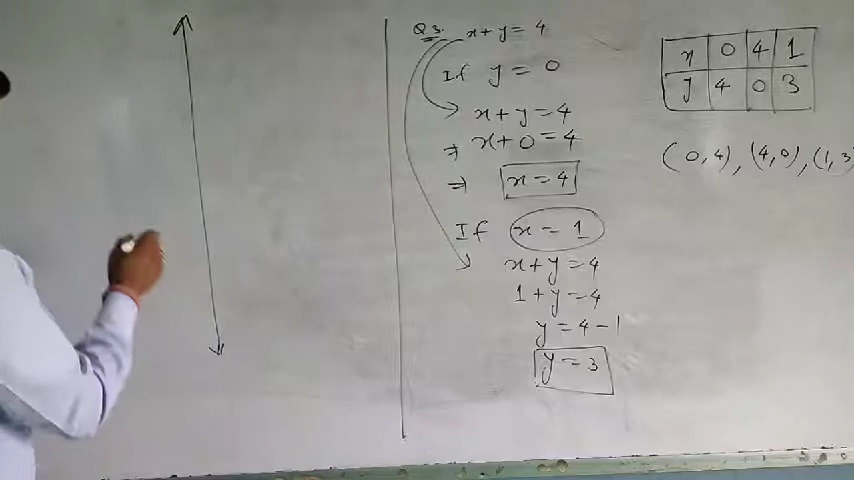 Q3. x+y=4
If y = 0
x+y=4
⇒ x+0=4
⇒ x=4
If x = 1
x+y=4
1+y=4
y=4-1
y=3
x 0 4 1
y 4 0 3
(0,4), (4,0), (1,3)